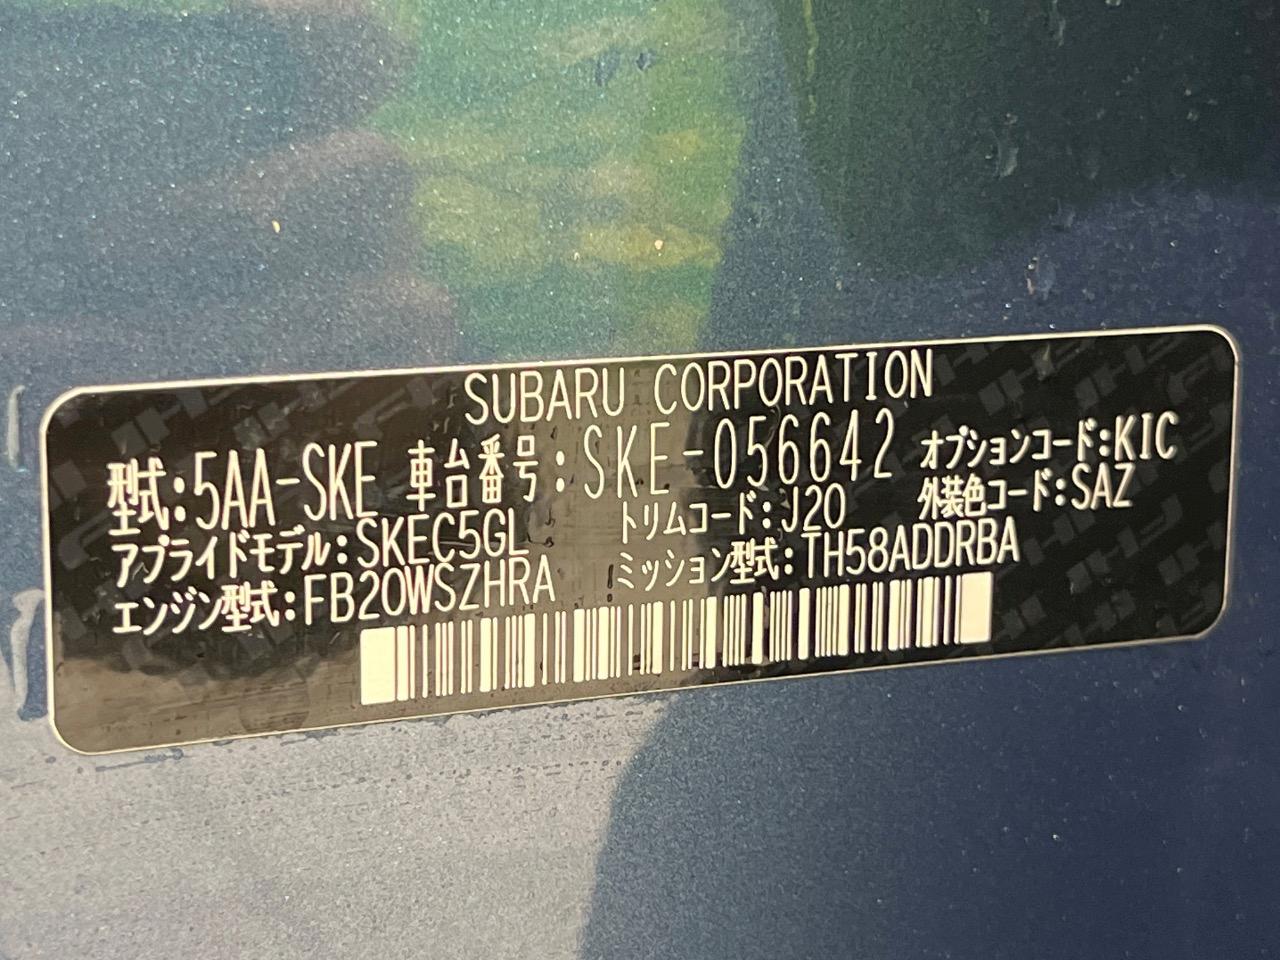 SUBARU CORPORATION
型式:5AA-SKE 車台番号:SKE-056642 オプションコード:KIC
アプライドモデル:SKEC5GL トリムコード:J20 外装色コード:SAZ
エンジン型式:FB20WSZHRA ミッション型式:TH58ADDRBA